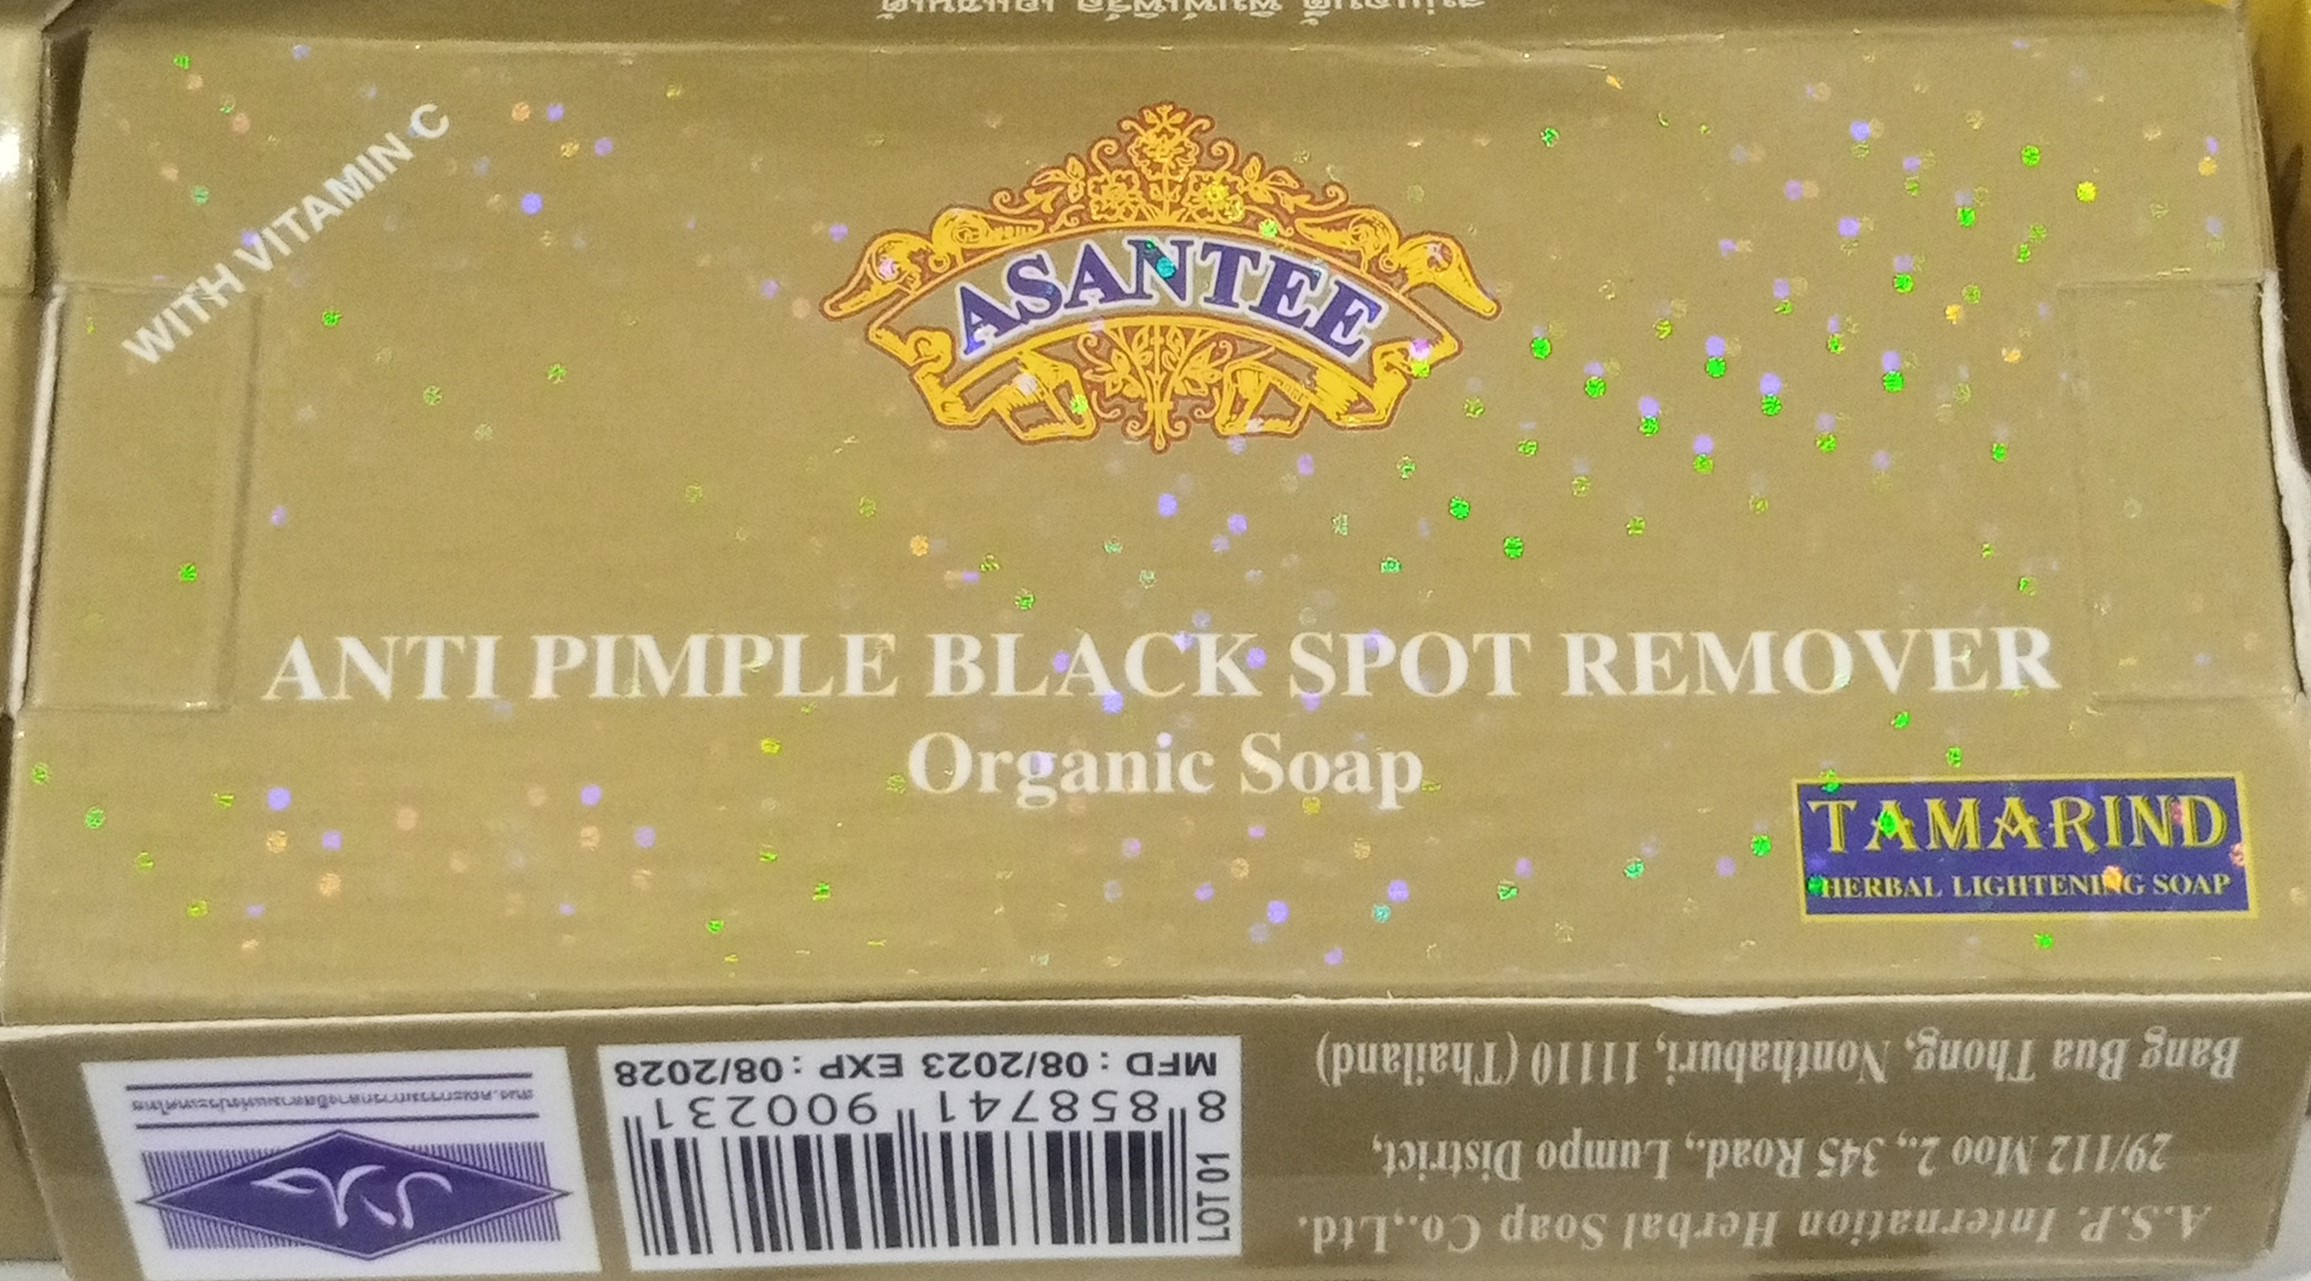 WITH VITAMIN C
ASANTEE
ANTI PIMPLE BLACK SPOT REMOVER
Organic Soap
TAMARIND
HERBAL LIGHTENING SOAP
A.S.P. Internation Herbal Soap Co.,Ltd.
29/112 Moo 2., 345 Road., Lumpo District,
Bang Bua Thong, Nonthaburi, 11110 (Thailand)
LOT 01
8 858741 900231
MFD : 08/2023 EXP : 08/2028
حلال